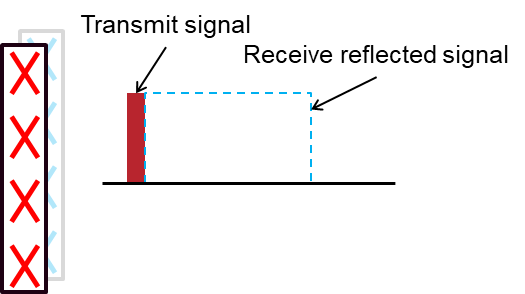 Transmit signal
Receive reflected signal